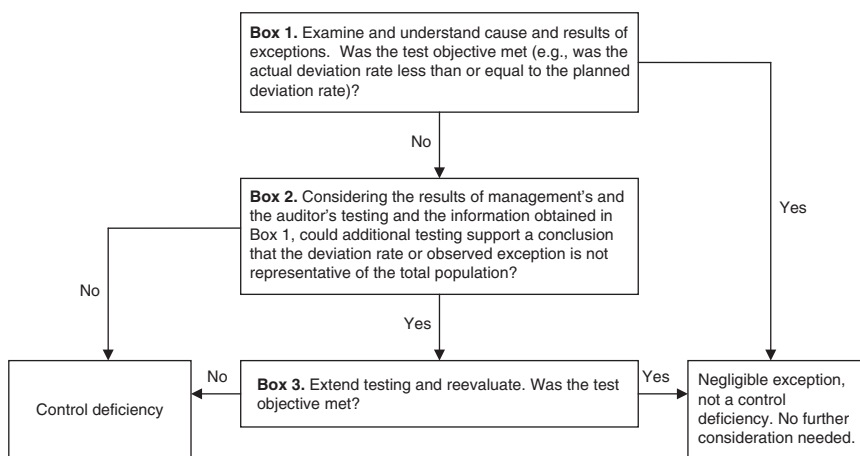 Box 1. Examine and understand cause and results of
exceptions. Was the test objective met (e.g., was the
actual deviation rate less than or equal to the planned
deviation rate)?
No
Yes
Box 2. Considering the results of management's and
the auditor's testing and the information obtained in
Box 1, could additional testing support a conclusion
that the deviation rate or observed exception is not
representative of the total population?
No
Yes
Control deficiency
No
Box 3. Extend testing and reevaluate. Was the test
objective met?
Yes
Negligible exception,
not a control
deficiency. No further
consideration needed.